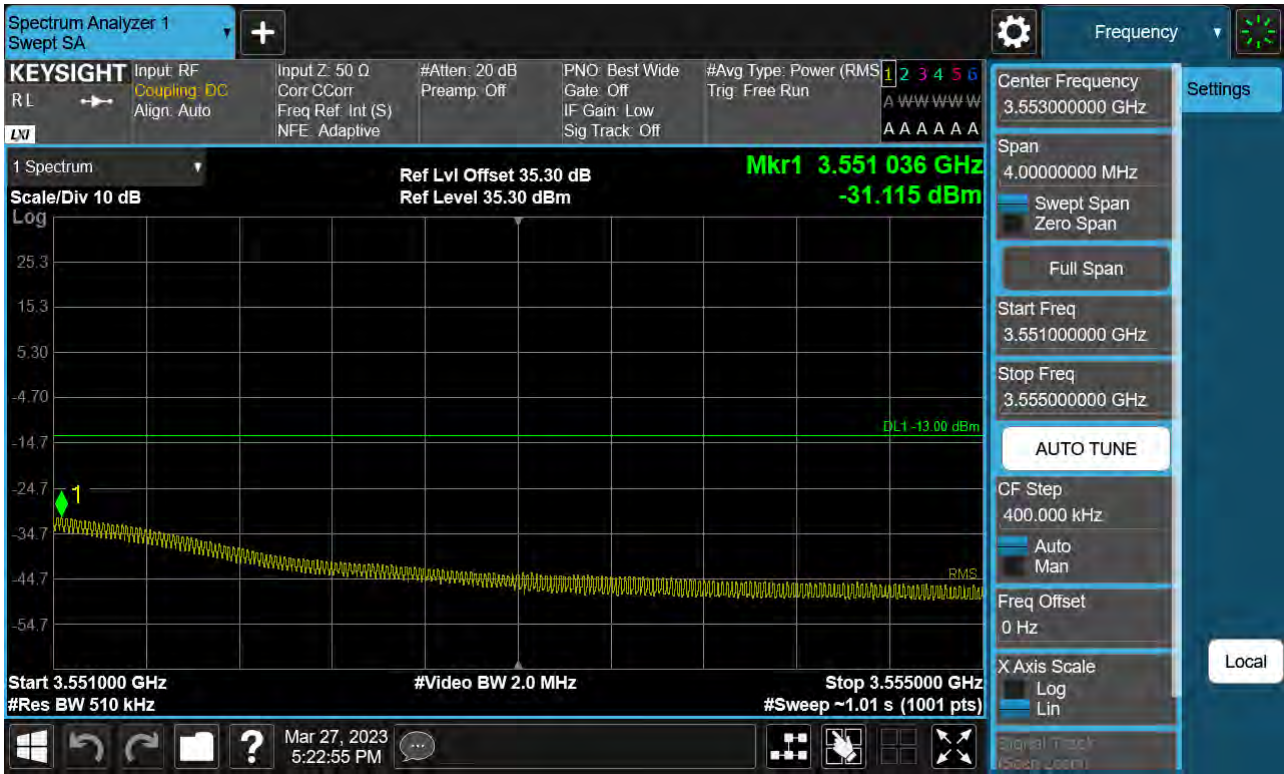 Spectrum Analyzer 1
Swept SA
Frequency
KEYSIGHT
RL
LXI
Input: RF
Coupling: DC
Align: Auto
Input Z: 50 Ω
Corr CCorr
Freq Ref: Int (S)
NFE: Adaptive
#Atten: 20 dB
Preamp: Off
PNO: Best Wide
Gate: Off
IF Gain: Low
Sig Track: Off
#Avg Type: Power (RMS
Trig: Free Run
1 2 3 4 5 6
A W W W W W
A A A A A A
1 Spectrum
Scale/Div 10 dB
Log
Ref Lvl Offset 35.30 dB
Ref Level 35.30 dBm
Mkr1 3.551 036 GHz
-31.115 dBm
25.3
15.3
5.30
-4.70
-14.7
-24.7
-34.7
-44.7
-54.7
DL1 -13.00 dBm
1
RMS
Start 3.551000 GHz
#Res BW 510 kHz
#Video BW 2.0 MHz
Stop 3.555000 GHz
#Sweep ~1.01 s (1001 pts)
Center Frequency
3.553000000 GHz
Span
4.00000000 MHz
Swept Span
Zero Span
Full Span
Start Freq
3.551000000 GHz
Stop Freq
3.555000000 GHz
AUTO TUNE
CF Step
400.000 kHz
Auto
Man
Freq Offset
0 Hz
X Axis Scale
Log
Lin
Signal Track
(Span Zoom)
Settings
Local
?
Mar 27, 2023
5:22:55 PM